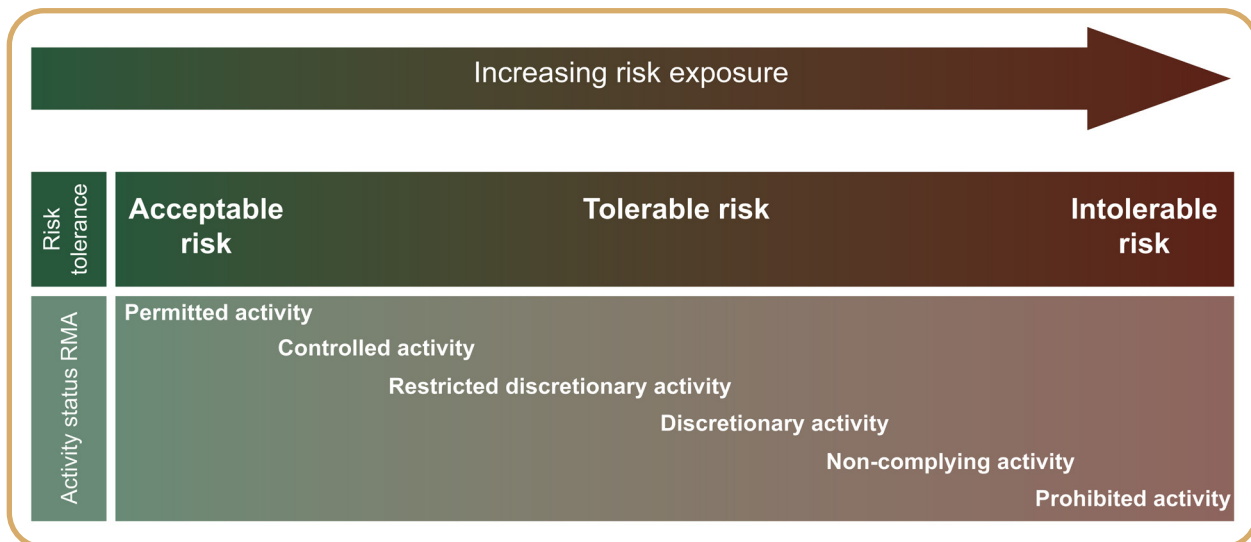 Increasing risk exposure
Risk
tolerance
Acceptable
risk
Tolerable risk
Intolerable
risk
Activity status RMA
Permitted activity
Controlled activity
Restricted discretionary activity
Discretionary activity
Non-complying activity
Prohibited activity